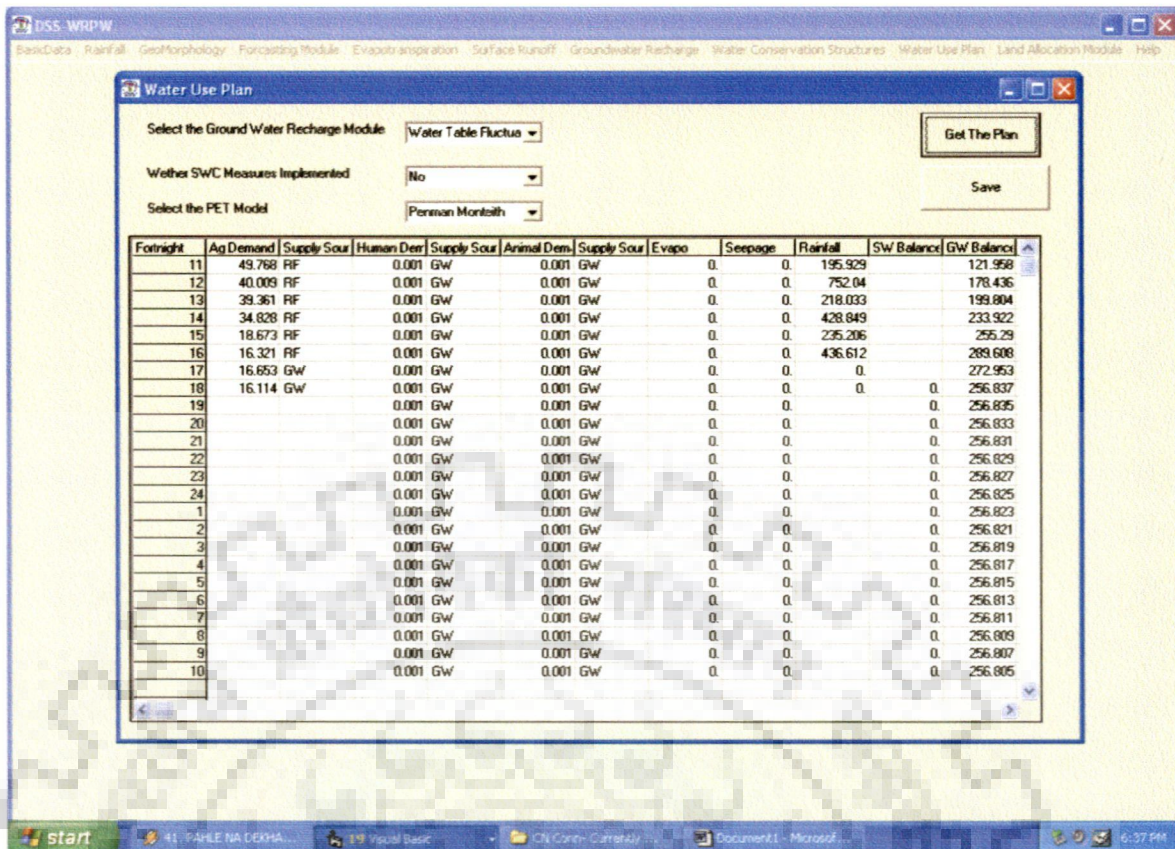 DSS-WRPW
BasicData Rainfall GeoMorphology Forcasting Module Evapotranspiration Surface Runoff Groundwater Recharge Water Conservation Structures Water Use Plan Land Allocation Module Help
Water Use Plan
Select the Ground Water Recharge Module Water Table Fluctua Get The Plan
Wether SWC Measures Implemented No Save
Select the PET Model Penman Monteith
Fortnight Ag Demand Supply Sour Human Dem Supply Sour Animal Dem Supply Sour Evapo Seepage Rainfall SW Balance GW Balance
11 49.768 RF 0.001 GW 0.001 GW 0. 0. 195.929 121.958
12 40.009 RF 0.001 GW 0.001 GW 0. 0. 752.04 178.436
13 39.361 RF 0.001 GW 0.001 GW 0. 0. 218.033 199.804
14 34.828 RF 0.001 GW 0.001 GW 0. 0. 428.849 233.922
15 18.673 RF 0.001 GW 0.001 GW 0. 0. 235.206 255.29
16 16.321 RF 0.001 GW 0.001 GW 0. 0. 436.612 289.608
17 16.653 GW 0.001 GW 0.001 GW 0. 0. 0. 272.953
18 16.114 GW 0.001 GW 0.001 GW 0. 0. 0. 0. 256.837
19 0.001 GW 0.001 GW 0. 0. 0. 256.835
20 0.001 GW 0.001 GW 0. 0. 0. 256.833
21 0.001 GW 0.001 GW 0. 0. 0. 256.831
22 0.001 GW 0.001 GW 0. 0. 0. 256.829
23 0.001 GW 0.001 GW 0. 0. 0. 256.827
24 0.001 GW 0.001 GW 0. 0. 0. 256.825
1 0.001 GW 0.001 GW 0. 0. 0. 256.823
2 0.001 GW 0.001 GW 0. 0. 0. 256.821
3 0.001 GW 0.001 GW 0. 0. 0. 256.819
4 0.001 GW 0.001 GW 0. 0. 0. 256.817
5 0.001 GW 0.001 GW 0. 0. 0. 256.815
6 0.001 GW 0.001 GW 0. 0. 0. 256.813
7 0.001 GW 0.001 GW 0. 0. 0. 256.811
8 0.001 GW 0.001 GW 0. 0. 0. 256.809
9 0.001 GW 0.001 GW 0. 0. 0. 256.807
10 0.001 GW 0.001 GW 0. 0. 0. 256.805
start 41. PAHLE NA DEKHA... 19 Visual Basic CN Conn- Currently ... Document1 - Microsof... 6:37 PM